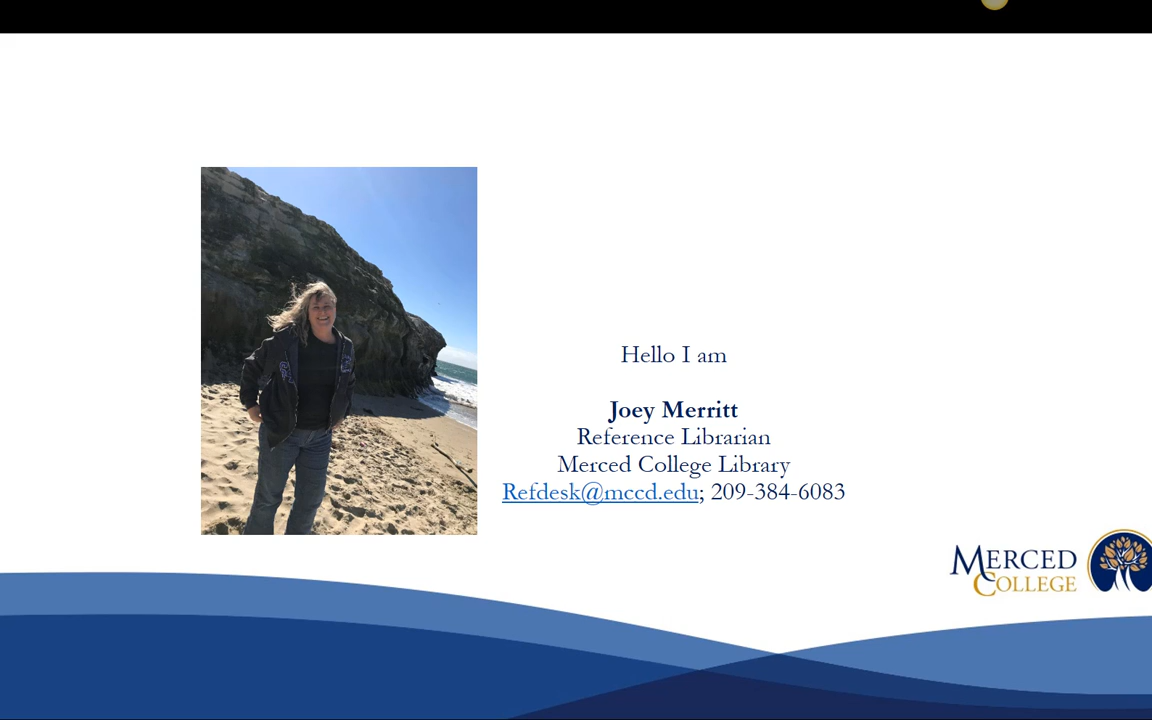 Hello I am
Joey Merritt
Reference Librarian
Merced College Library
Refdesk@mccd.edu; 209-384-6083
MERCED
COLLEGE